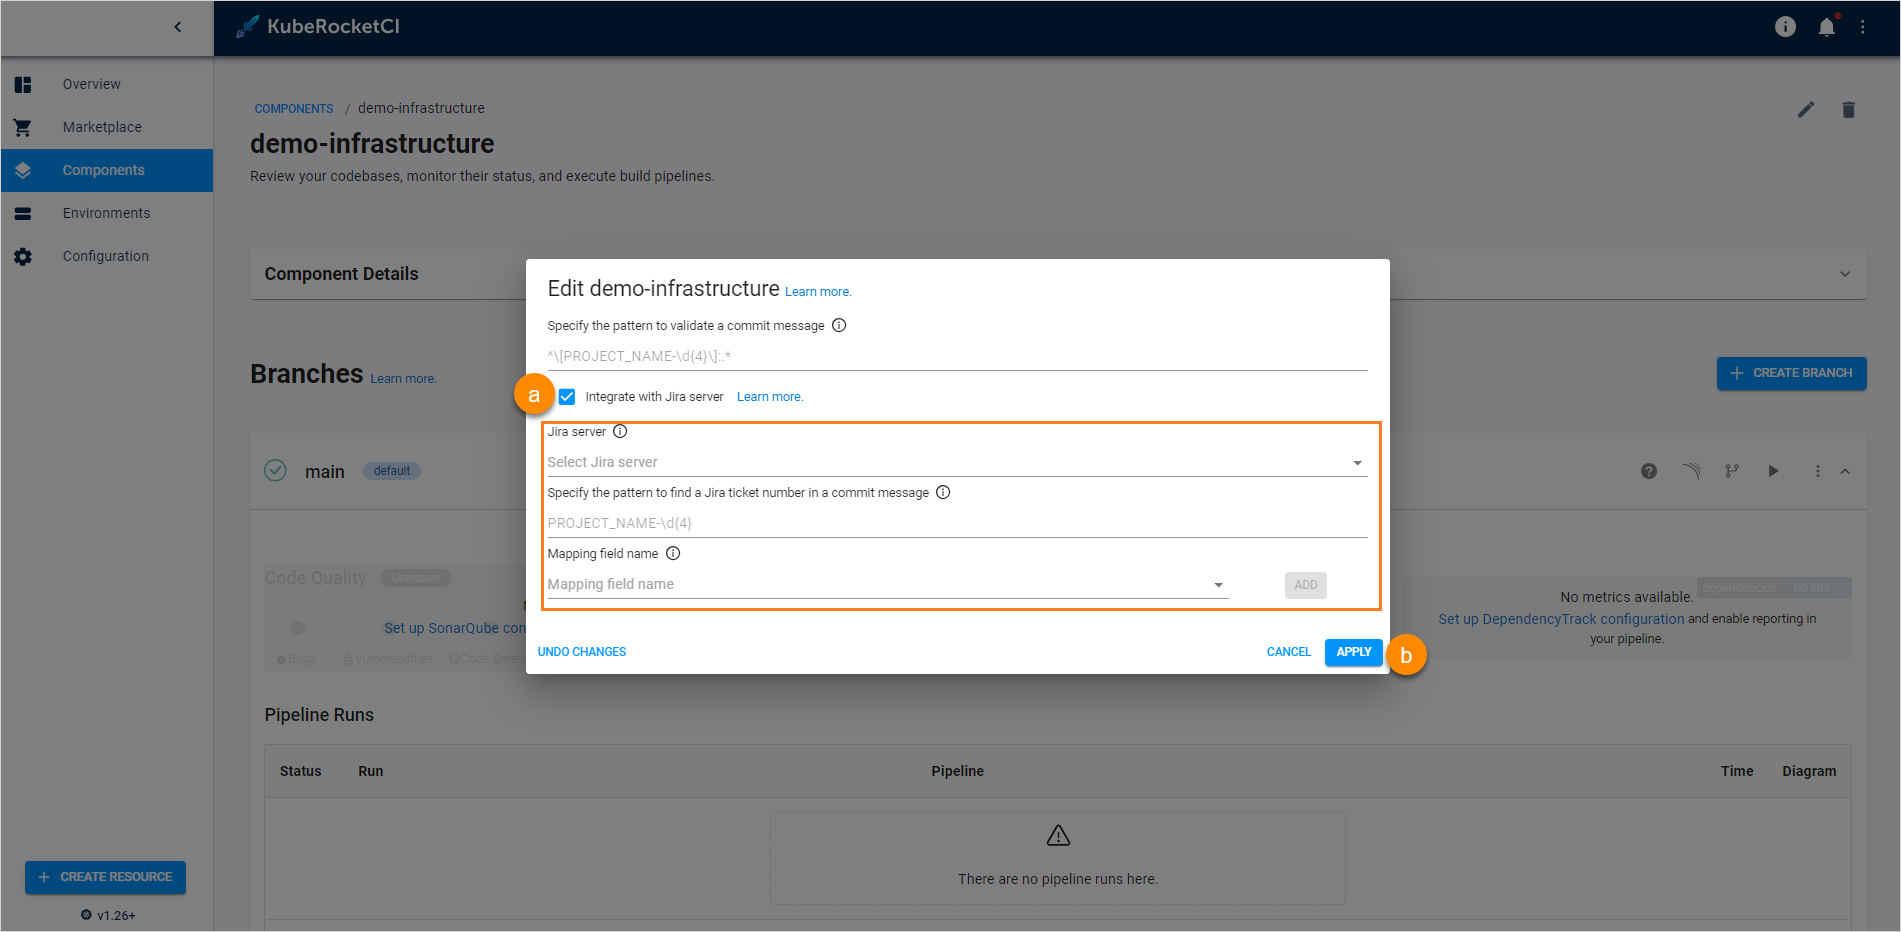 KubeRocketCI
Overview
Marketplace
Components
Environments
Configuration
CREATE RESOURCE
v1.26+
COMPONENTS / demo-infrastructure
demo-infrastructure
Review your codebases, monitor their status, and execute build pipelines.
Component Details
Branches Learn more.
CREATE BRANCH
main default
Code Quality Unknown
Set up SonarQube
Bugs Vulnerabilities Code
dependencies no info
No metrics available.
Set up DependencyTrack configuration and enable reporting in
your pipeline.
Pipeline Runs
Status Run Pipeline Time Diagram
There are no pipeline runs here.
Edit demo-infrastructure Learn more.
Specify the pattern to validate a commit message
^\[PROJECT_NAME-\d{4}\]:.*
a
Integrate with Jira server Learn more.
Jira server
Select Jira server
Specify the pattern to find a Jira ticket number in a commit message
PROJECT_NAME-\d{4}
Mapping field name
Mapping field name ADD
UNDO CHANGES CANCEL APPLY
b